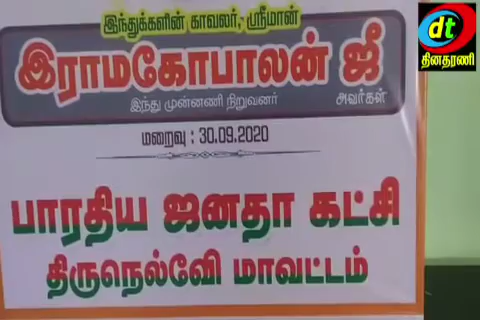 இந்துக்களின் காவலர், ஸ்ரீமான்
இராமகோபாலன் ஜீ
இந்து முன்னணி நிறுவனர் அவர்கள்
மறைவு : 30.09.2020
பாரதிய ஜனதா கட்சி
திருநெல்வேலி மாவட்டம்
dt
தினதரணி